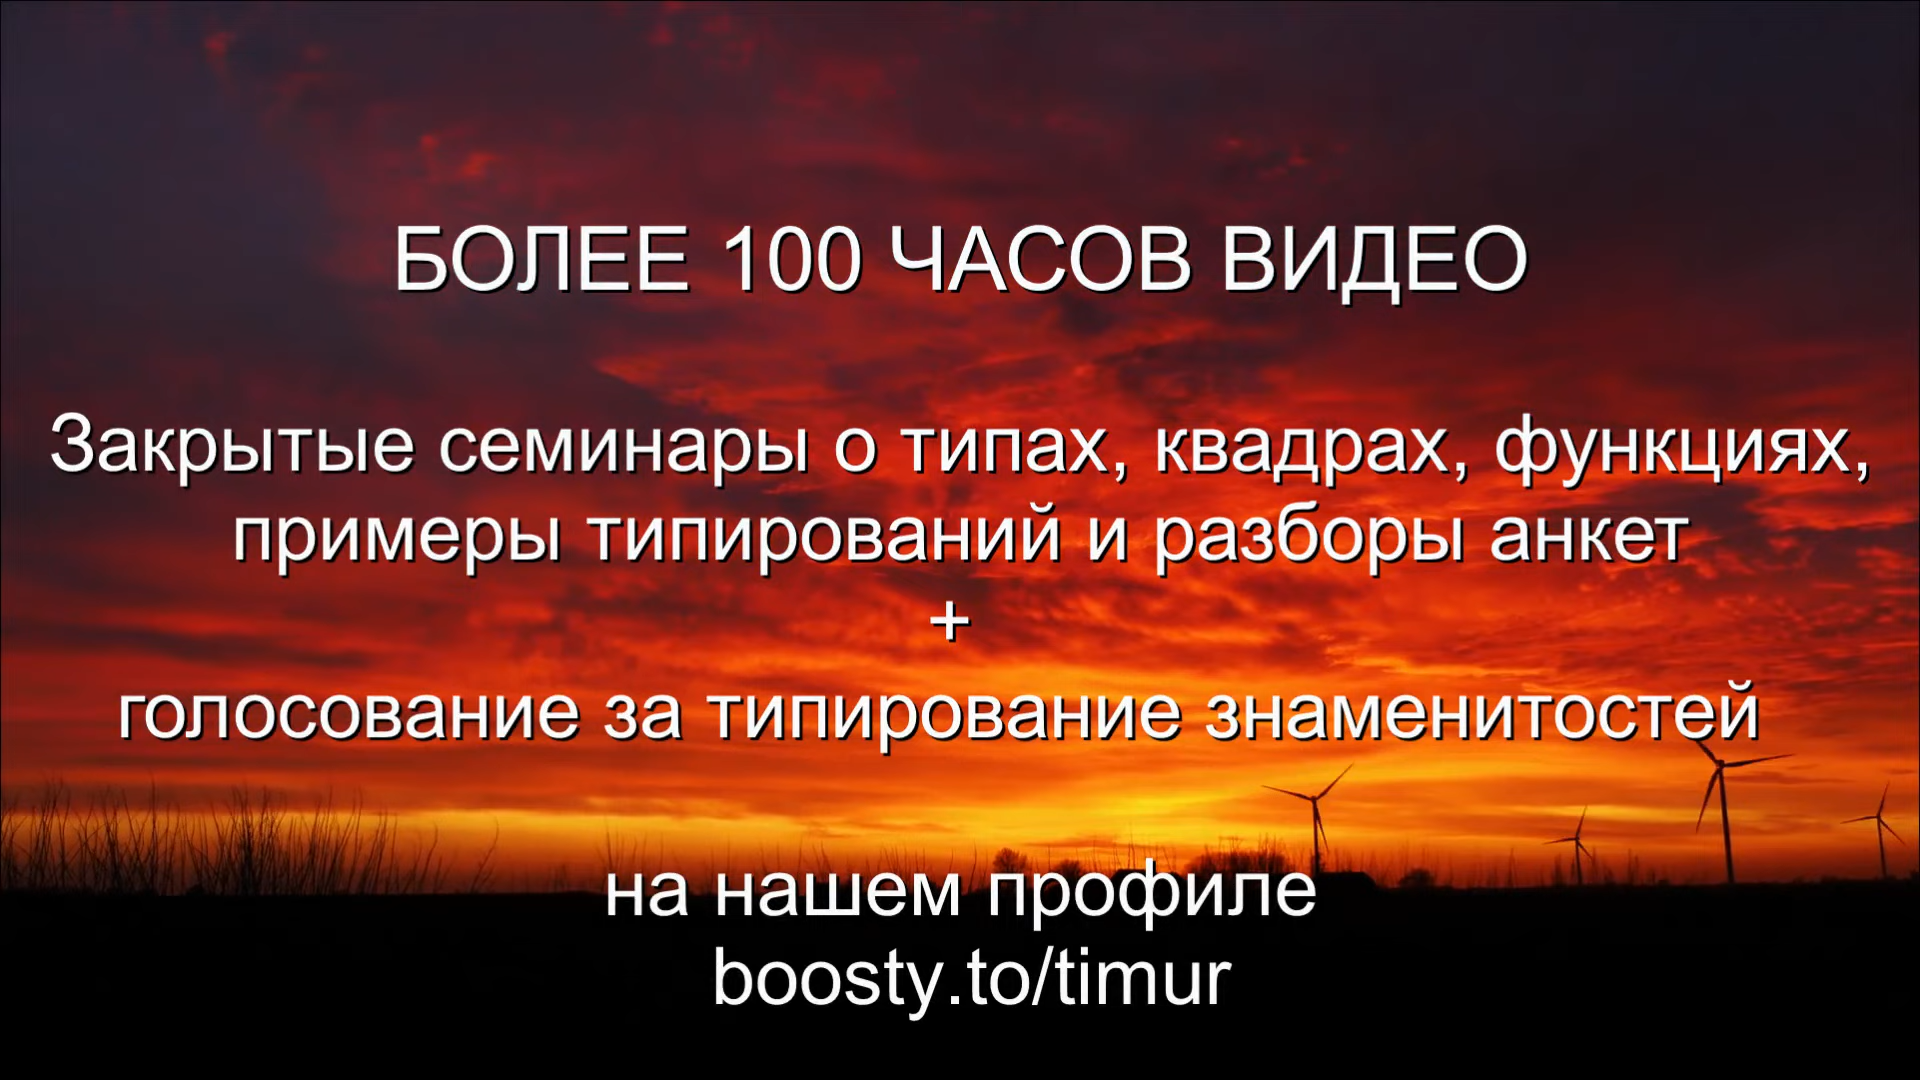 БОЛЕЕ 100 ЧАСОВ ВИДЕО
Закрытые семинары о типах, квадрах, функциях,
примеры типирований и разборы анкет
+
голосование за типирование знаменитостей
на нашем профиле
boosty.to/timur